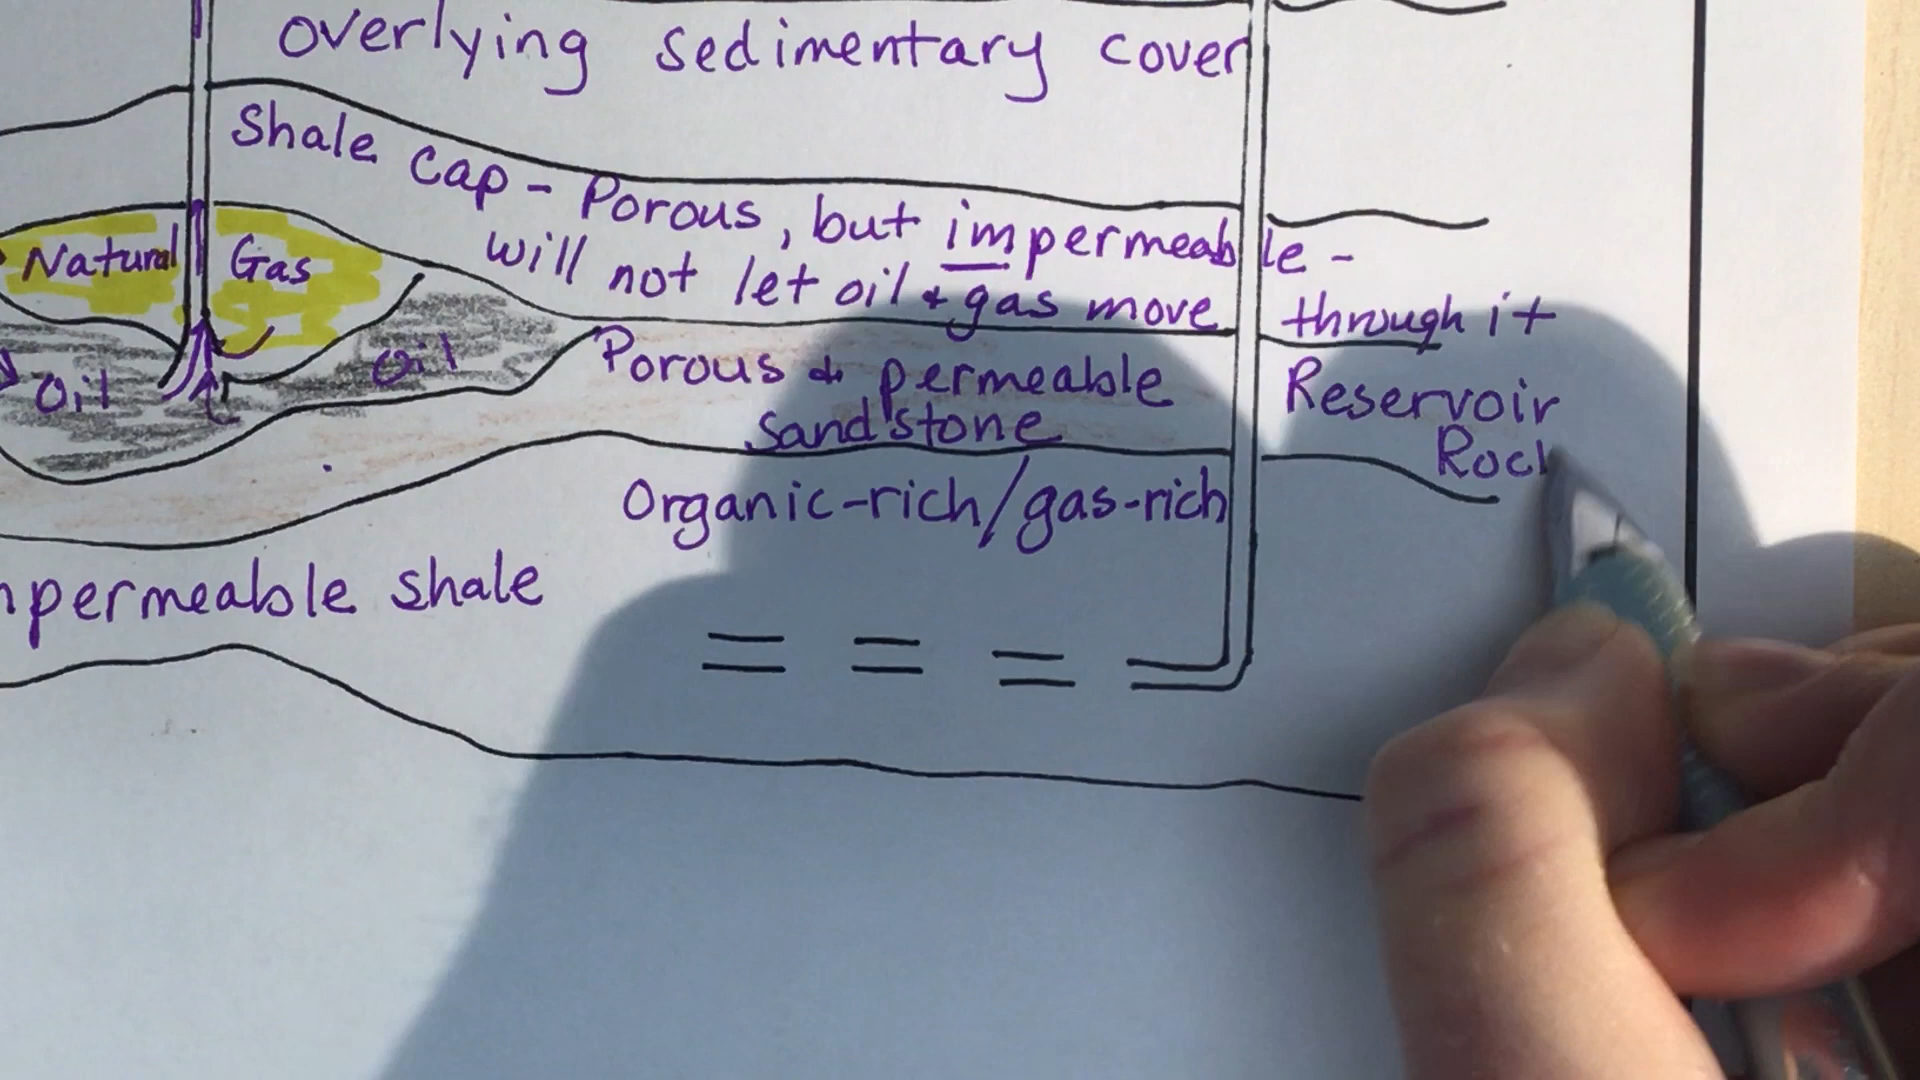 overlying sedimentary cover
Shale Cap - Porous, but impermeable -
will not let oil & gas move through it
Natural Gas
Oil
Oil
Porous & permeable
sandstone
Reservoir
Rock
Organic-rich/gas-rich
permeable shale